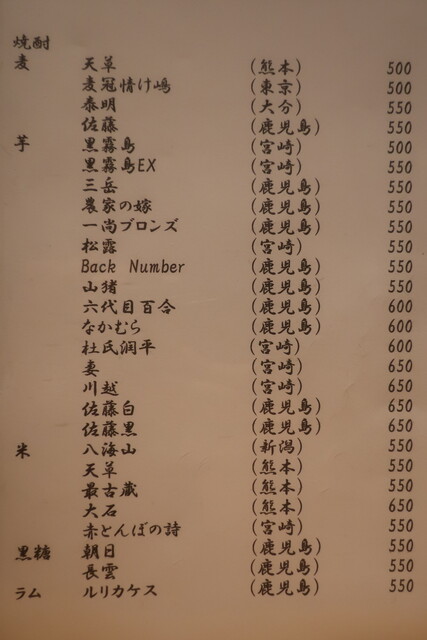 焼酎
麦 天草 (熊本) 500
麦冠情け嶋 (東京) 500
泰明 (大分) 550
佐藤 (鹿児島) 550
芋 黒霧島 (宮崎) 500
黒霧島EX (宮崎) 550
三岳 (鹿児島) 550
農家の嫁 (鹿児島) 550
一尚ブロンズ (鹿児島) 550
松露 (宮崎) 550
Back Number (鹿児島) 550
山猪 (鹿児島) 550
六代目百合 (鹿児島) 600
なかむら (鹿児島) 600
杜氏潤平 (宮崎) 600
妻 (宮崎) 650
川越 (宮崎) 650
佐藤白 (鹿児島) 650
佐藤黒 (鹿児島) 650
米 八海山 (新潟) 550
天草 (熊本) 550
最古蔵 (熊本) 550
大石 (熊本) 650
赤とんぼの詩 (宮崎) 550
黒糖 朝日 (鹿児島) 550
長雲 (鹿児島) 550
ラム ルリカケス (鹿児島) 550